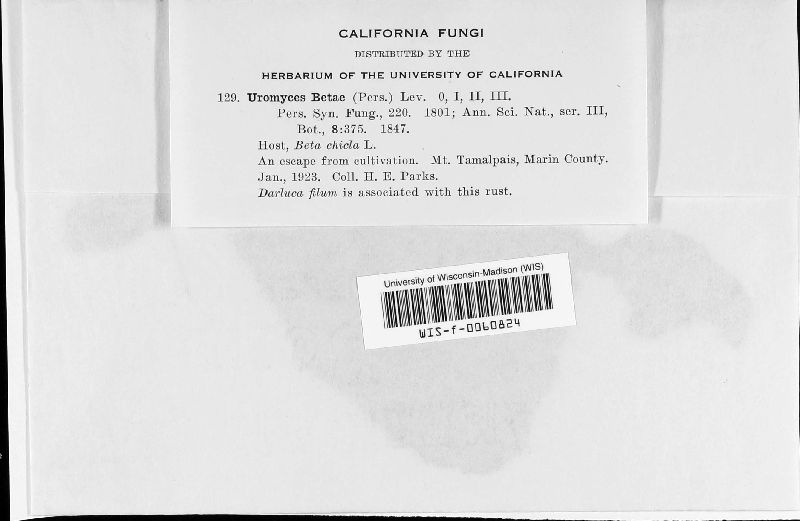 CALIFORNIA FUNGI
DISTRIBUTED BY THE
HERBARIUM OF THE UNIVERSITY OF CALIFORNIA
129. Uromyces Betae (Pers.) Lev. 0, I, II, III.
Pers. Syn. Fung., 220. 1801; Ann. Sci. Nat., ser. III,
Bot., 8:375. 1847.
Host, Beta chicla L.
An escape from cultivation. Mt. Tamalpais, Marin County.
Jan., 1923. Coll. H. E. Parks.
Darluca filum is associated with this rust.
University of Wisconsin-Madison (WIS)
WIS-f-0060824